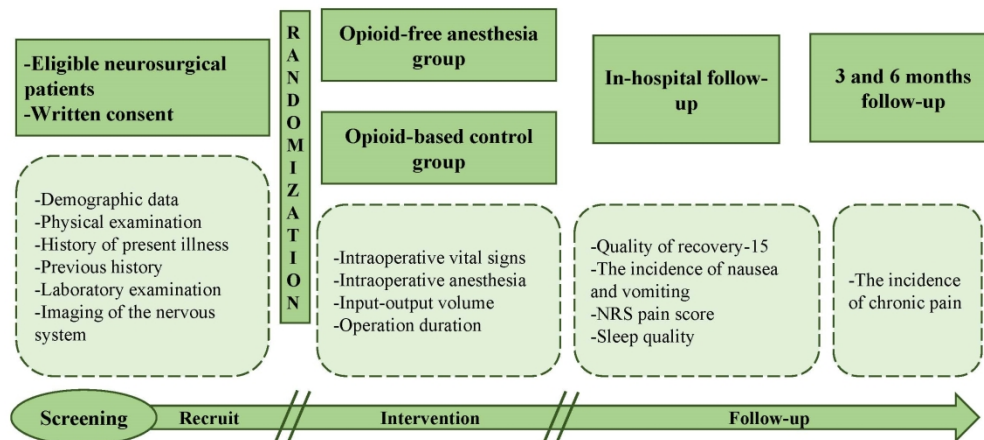 -Eligible neurosurgical
patients
-Written consent
-Demographic data
-Physical examination
-History of present illness
-Previous history
-Laboratory examination
-Imaging of the nervous
system
RANDOMIZATION
Opioid-free anesthesia
group
Opioid-based control
group
-Intraoperative vital signs
-Intraoperative anesthesia
-Input-output volume
-Operation duration
In-hospital follow-
up
-Quality of recovery-15
-The incidence of nausea
and vomiting
-NRS pain score
-Sleep quality
3 and 6 months
follow-up
-The incidence
of chronic pain
Screening
Recruit
Intervention
Follow-up